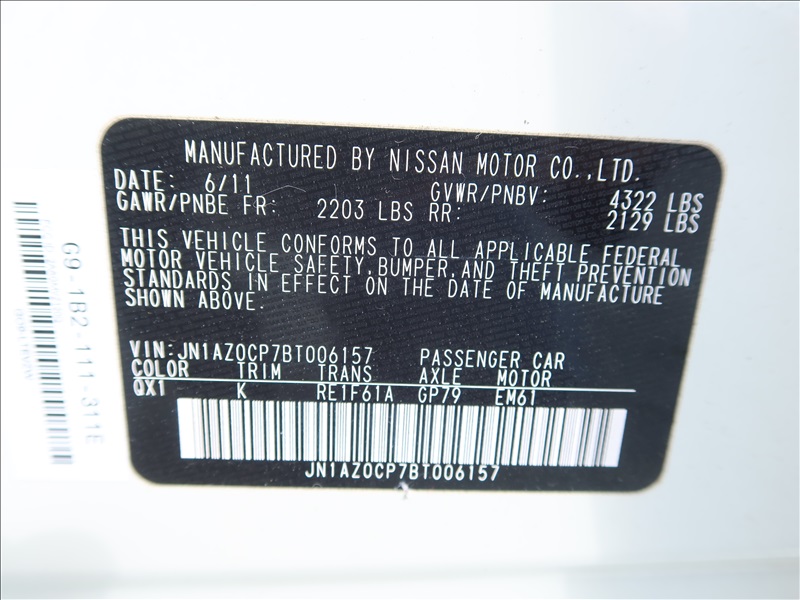 MANUFACTURED BY NISSAN MOTOR CO.,LTD.
DATE: 6/11 GVWR/PNBV: 4322 LBS
GAWR/PNBE FR: 2203 LBS RR: 2129 LBS
THIS VEHICLE CONFORMS TO ALL APPLICABLE FEDERAL
MOTOR VEHICLE SAFETY,BUMPER,AND THEFT PREVENTION
STANDARDS IN EFFECT ON THE DATE OF MANUFACTURE
SHOWN ABOVE.
VIN: JN1AZ0CP7BT006157 PASSENGER CAR
COLOR TRIM TRANS AXLE MOTOR
QX1 K RE1F61A GP79 EM61
JN1AZ0CP7BT006157
G9-1B2-111-311E